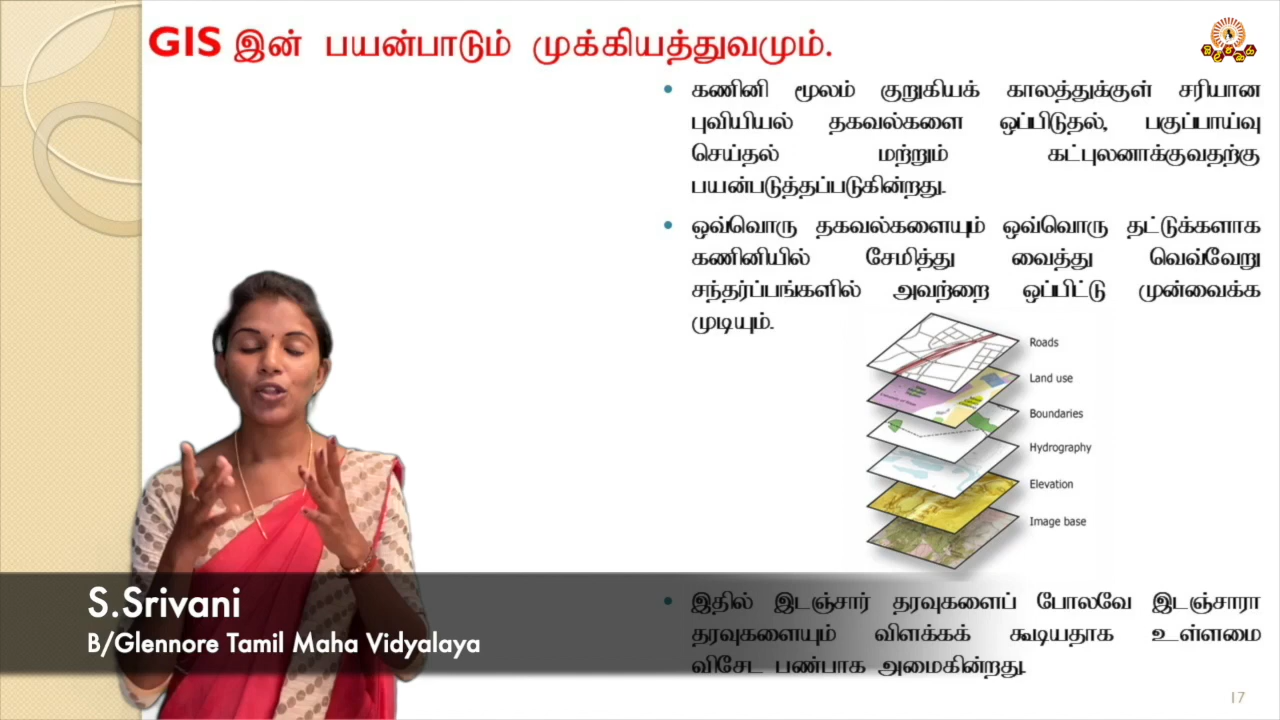 GIS இன் பயன்பாடும் முக்கியத்துவமும்.
• கணினி மூலம் குறுகியக் காலத்துக்குள் சரியான
புவியியல் தகவல்களை ஒப்பிடுதல், பகுப்பாய்வு
செய்தல் மற்றும் கட்புலனாக்குவதற்கு
பயன்படுத்தப்படுகின்றது.
• ஒவ்வொரு தகவல்களையும் ஒவ்வொரு தட்டுக்களாக
கணினியில் சேமித்து வைத்து வெவ்வேறு
சந்தர்ப்பங்களில் அவற்றை ஒப்பிட்டு முன்வைக்க
முடியும்.
Roads
Land use
Boundaries
Hydrography
Elevation
Image base
• இதில் இடஞ்சார் தரவுகளைப் போலவே இடஞ்சாரா
தரவுகளையும் விளக்கக் கூடியதாக உள்ளமை
விசேட பண்பாக அமைகின்றது.
S.Srivani
B/Glennore Tamil Maha Vidyalaya
17